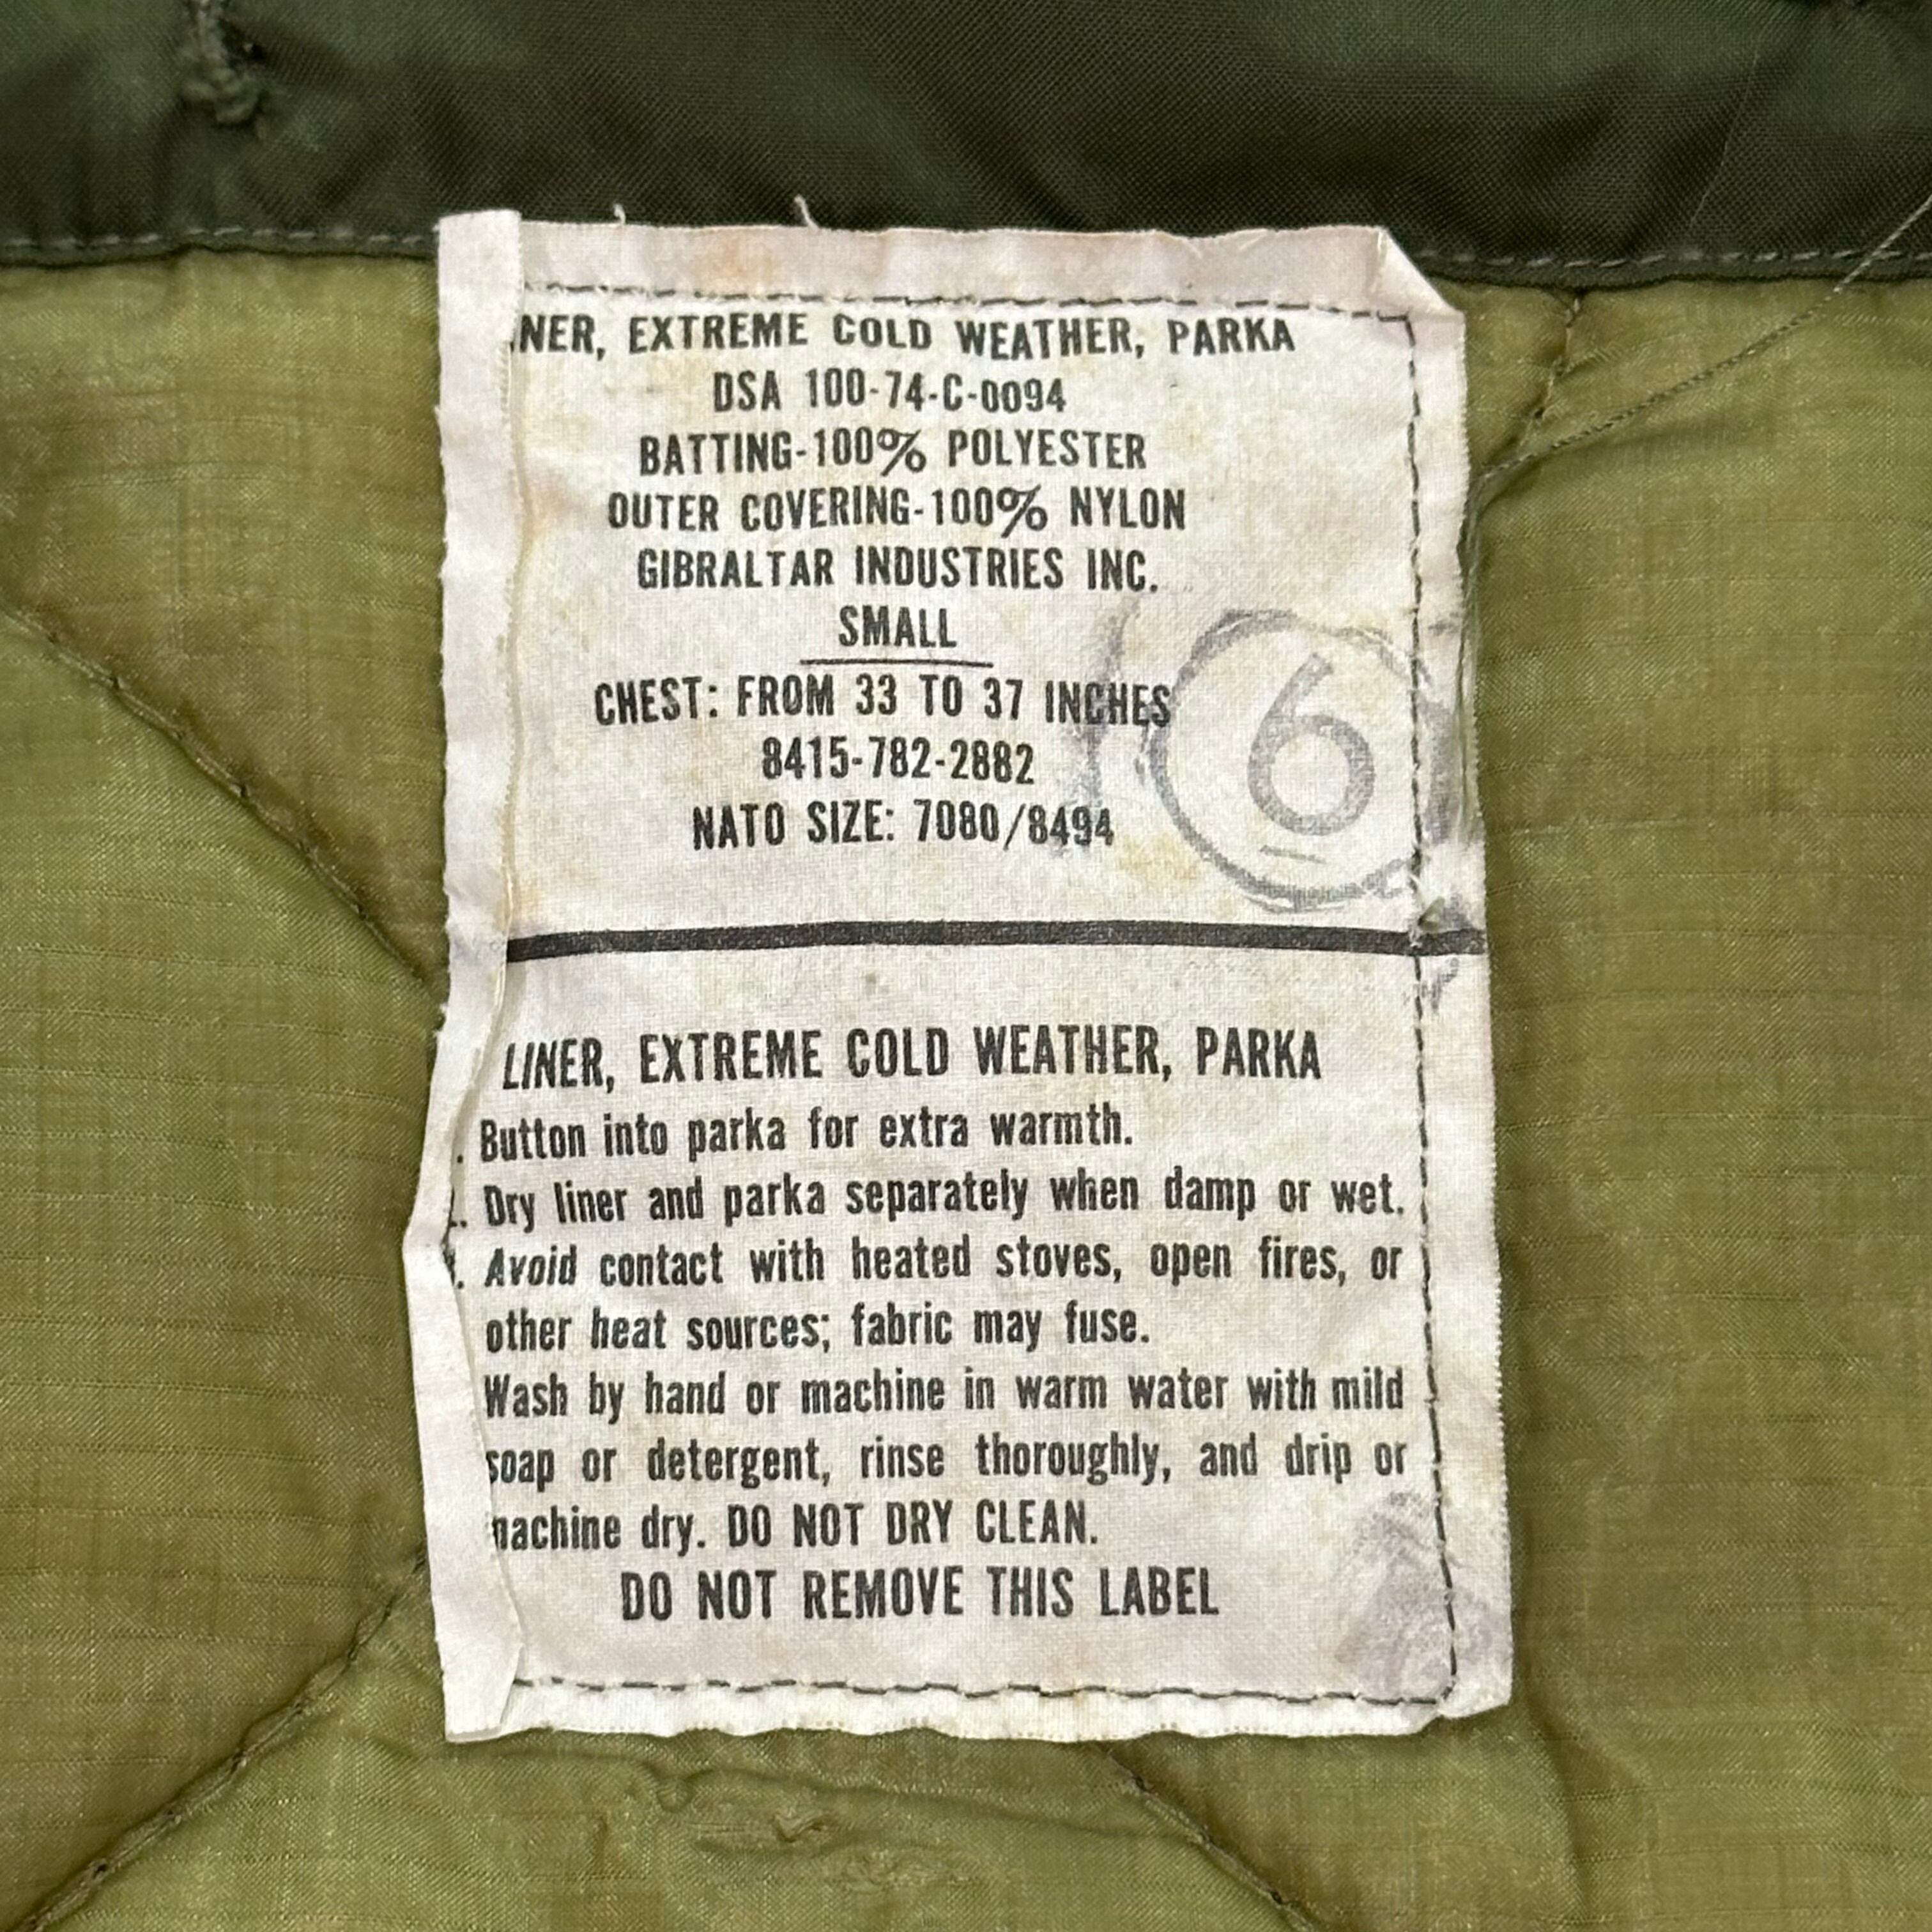 NER, EXTREME COLD WEATHER, PARKA
DSA 100-74-C-0094
BATTING-100% POLYESTER
OUTER COVERING-100% NYLON
GIBRALTAR INDUSTRIES INC.
SMALL
CHEST: FROM 33 TO 37 INCHES
8415-782-2882
NATO SIZE: 7080/8494
6
LINER, EXTREME COLD WEATHER, PARKA
. Button into parka for extra warmth.
. Dry liner and parka separately when damp or wet.
. Avoid contact with heated stoves, open fires, or
other heat sources; fabric may fuse.
Wash by hand or machine in warm water with mild
soap or detergent, rinse thoroughly, and drip or
machine dry. DO NOT DRY CLEAN.
DO NOT REMOVE THIS LABEL